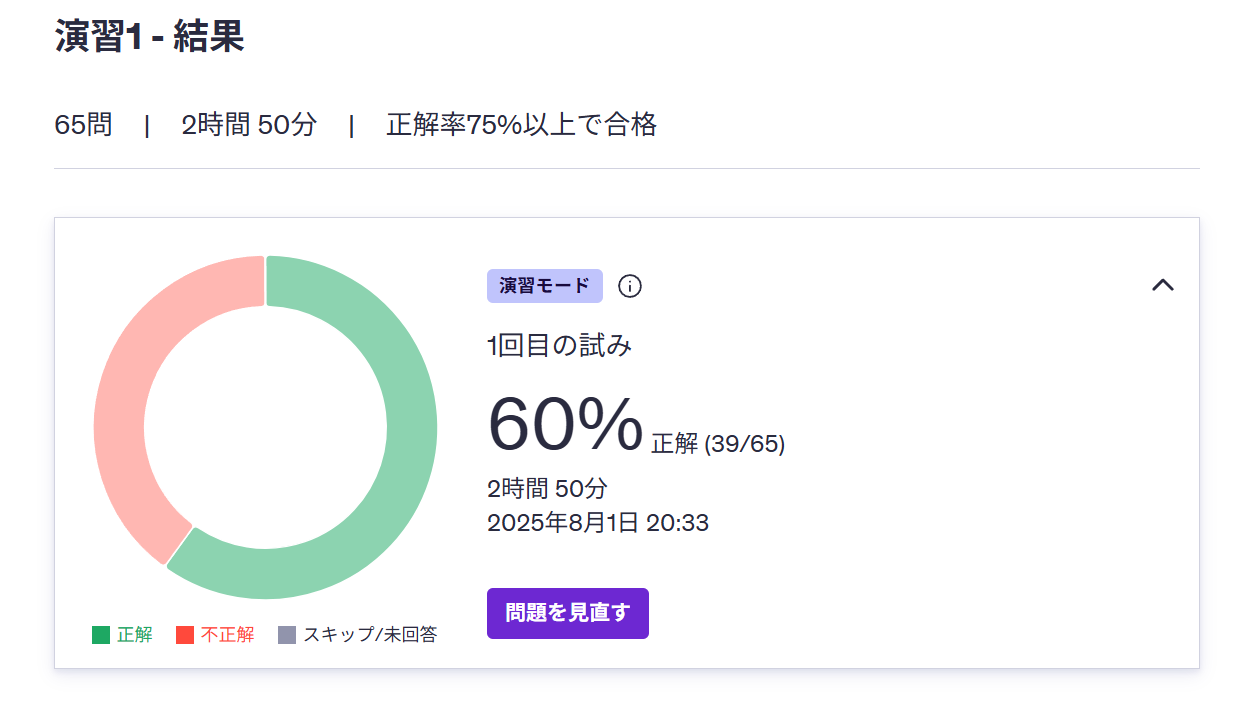 演習1 - 結果
65問 | 2時間 50分 | 正解率75%以上で合格
演習モード
1回目の試み
60% 正解 (39/65)
2時間 50分
2025年8月1日 20:33
問題を見直す
正解 不正解 スキップ/未回答